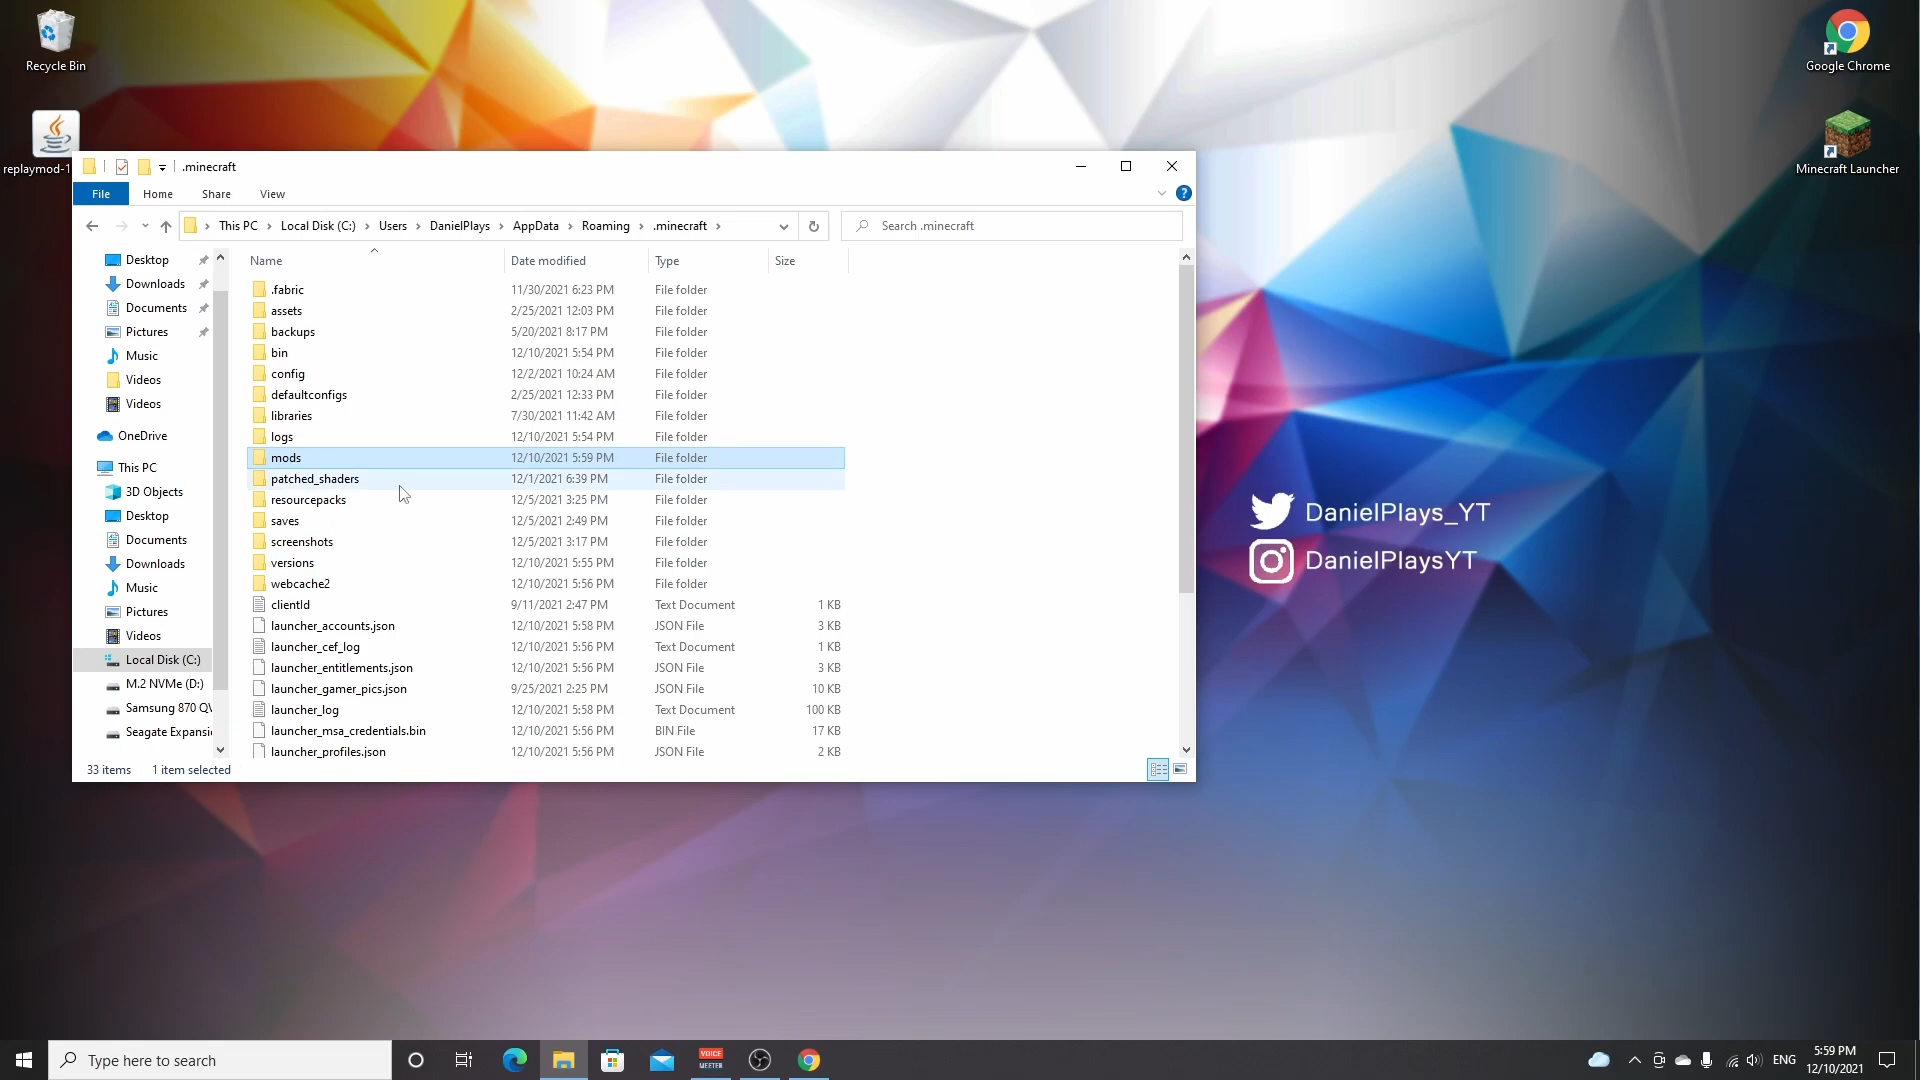 Recycle Bin
Google Chrome
replaymod-1
Minecraft Launcher
.minecraft
File Home Share View
This PC Local Disk (C:) Users DanielPlays AppData Roaming .minecraft
Search .minecraft
Name Date modified Type Size
Desktop
Downloads
Documents
Pictures
Music
Videos
Videos
OneDrive
This PC
3D Objects
Desktop
Documents
Downloads
Music
Pictures
Videos
Local Disk (C:)
M.2 NVMe (D:)
Samsung 870 QV
Seagate Expansi
.fabric 11/30/2021 6:23 PM File folder
assets 2/25/2021 12:03 PM File folder
backups 5/20/2021 8:17 PM File folder
bin 12/10/2021 5:54 PM File folder
config 12/2/2021 10:24 AM File folder
defaultconfigs 2/25/2021 12:33 PM File folder
libraries 7/30/2021 11:42 AM File folder
logs 12/10/2021 5:54 PM File folder
mods 12/10/2021 5:59 PM File folder
patched_shaders 12/1/2021 6:39 PM File folder
resourcepacks 12/5/2021 3:25 PM File folder
saves 12/5/2021 2:49 PM File folder
screenshots 12/5/2021 3:17 PM File folder
versions 12/10/2021 5:55 PM File folder
webcache2 12/10/2021 5:56 PM File folder
clientId 9/11/2021 2:47 PM Text Document 1 KB
launcher_accounts.json 12/10/2021 5:58 PM JSON File 3 KB
launcher_cef_log 12/10/2021 5:56 PM Text Document 1 KB
launcher_entitlements.json 12/10/2021 5:56 PM JSON File 3 KB
launcher_gamer_pics.json 9/25/2021 2:25 PM JSON File 10 KB
launcher_log 12/10/2021 5:58 PM Text Document 100 KB
launcher_msa_credentials.bin 12/10/2021 5:56 PM BIN File 17 KB
launcher_profiles.json 12/10/2021 5:56 PM JSON File 2 KB
33 items 1 item selected
DanielPlays_YT
DanielPlaysYT
Type here to search
VOICE
MEETER
ENG
5:59 PM
12/10/2021